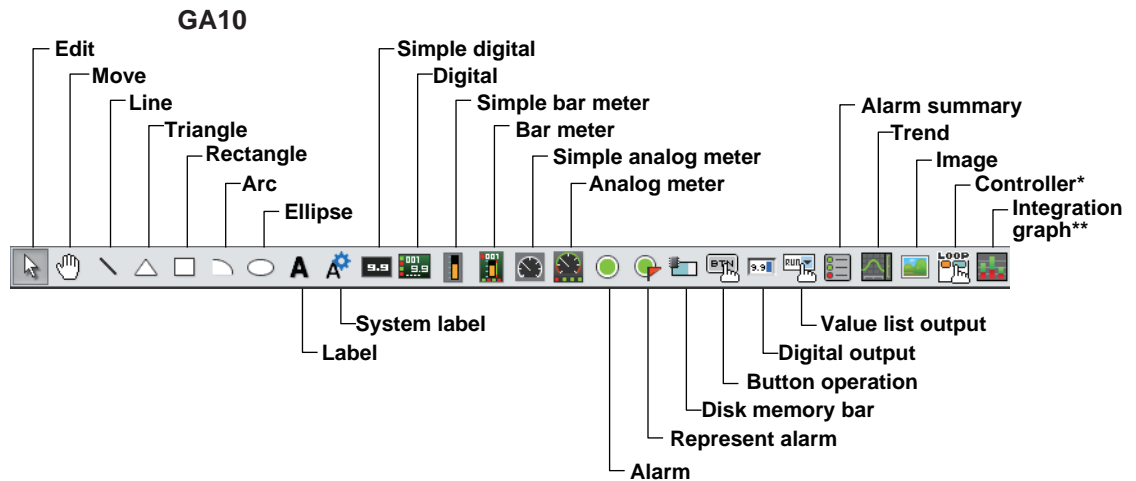 GA10
Edit
Move
Line
Triangle
Rectangle
Arc
Ellipse
Simple digital
Digital
Simple bar meter
Bar meter
Simple analog meter
Analog meter
Alarm summary
Trend
Image
Controller*
Integration
graph**
A
A
9.9
001
9.9
001
BTN
9.9
RUN
LOOP
System label
Label
Value list output
Digital output
Button operation
Disk memory bar
Represent alarm
Alarm